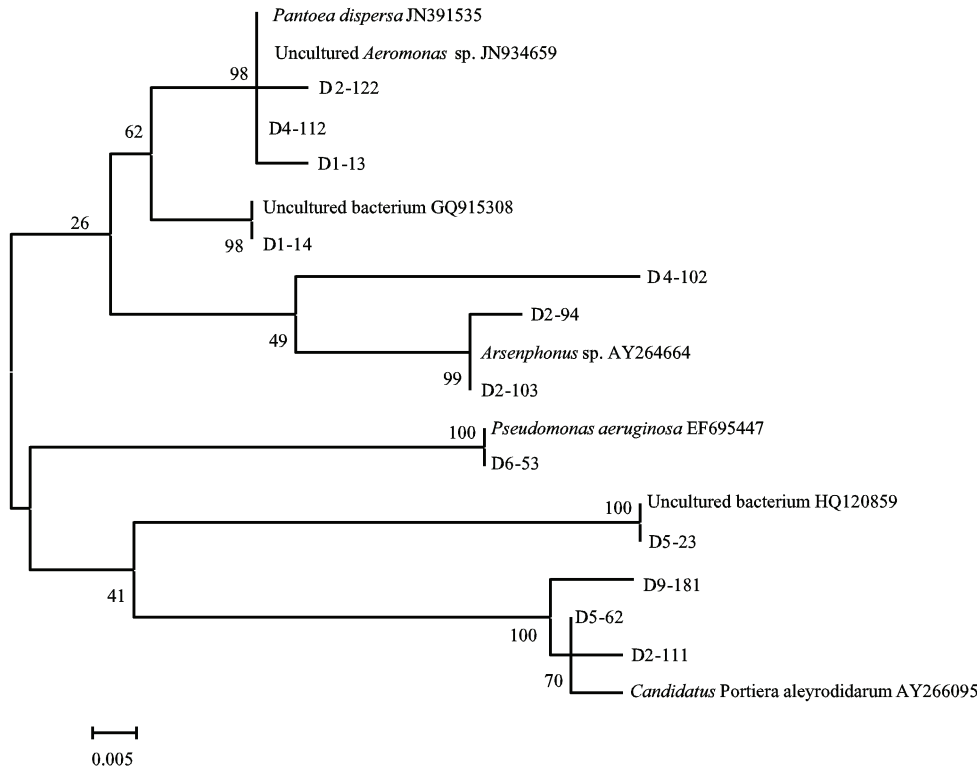 Pantoea dispersa JN391535
Uncultured Aeromonas sp. JN934659
98
D2-122
D4-112
62
D1-13
Uncultured bacterium GQ915308
26
98
D1-14
D4-102
D2-94
49
Arsenphonus sp. AY264664
99
D2-103
Pseudomonas aeruginosa EF695447
100
D6-53
Uncultured bacterium HQ120859
100
D5-23
D9-181
41
D5-62
100
D2-111
70
Candidatus Portiera aleyrodidarum AY266095
0.005